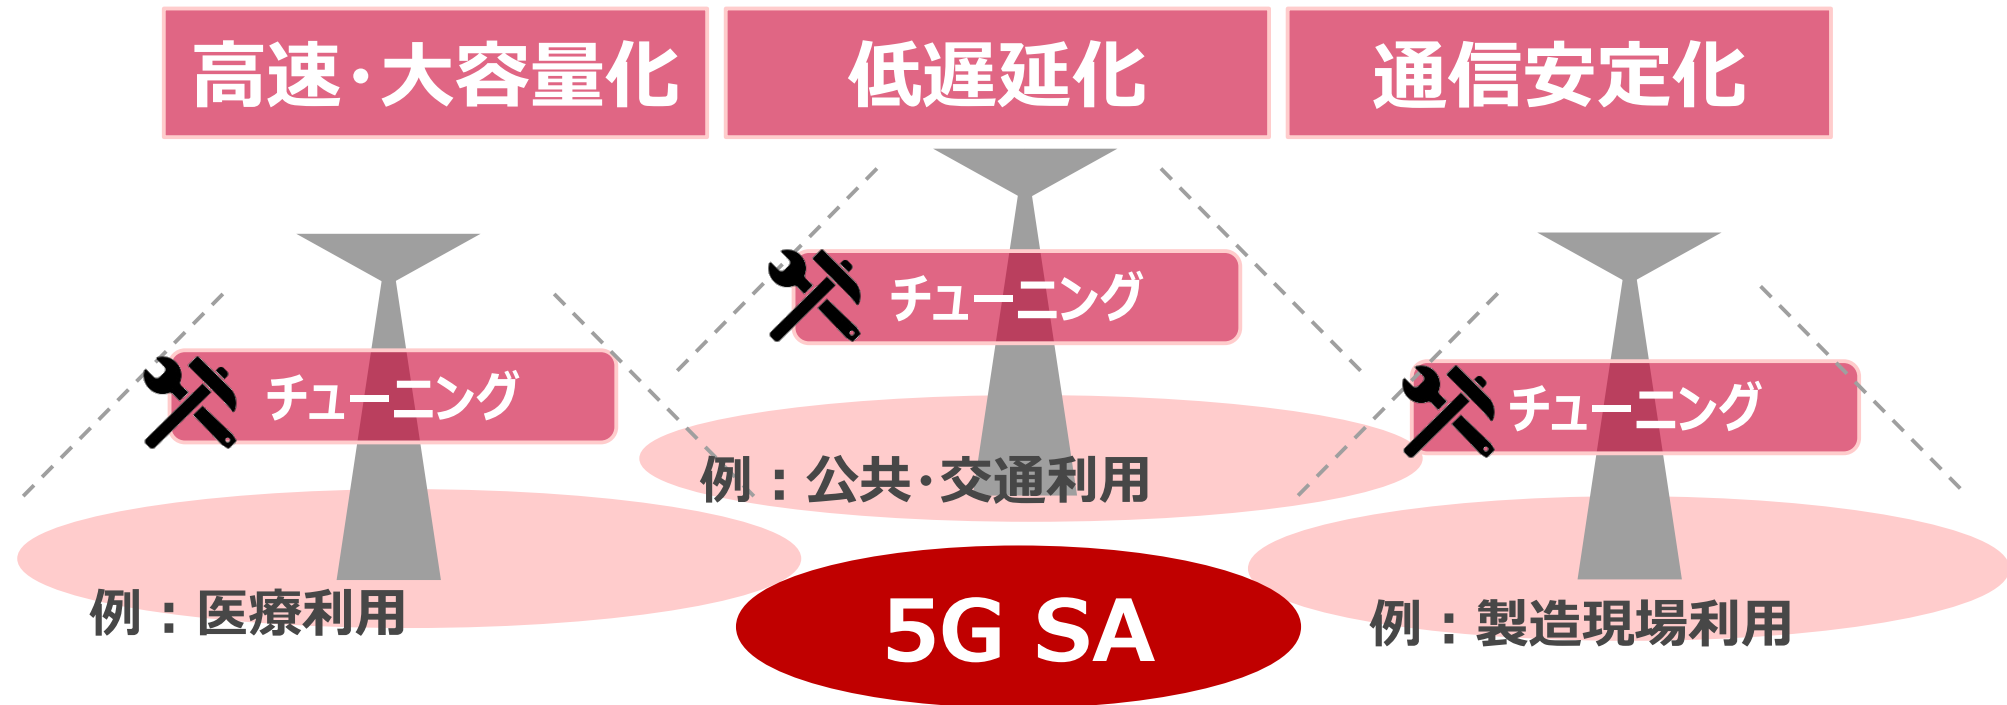 高速・大容量化
低遅延化
通信安定化
チューニング
チューニング
チューニング
例：公共・交通利用
例：医療利用
例：製造現場利用
5G SA